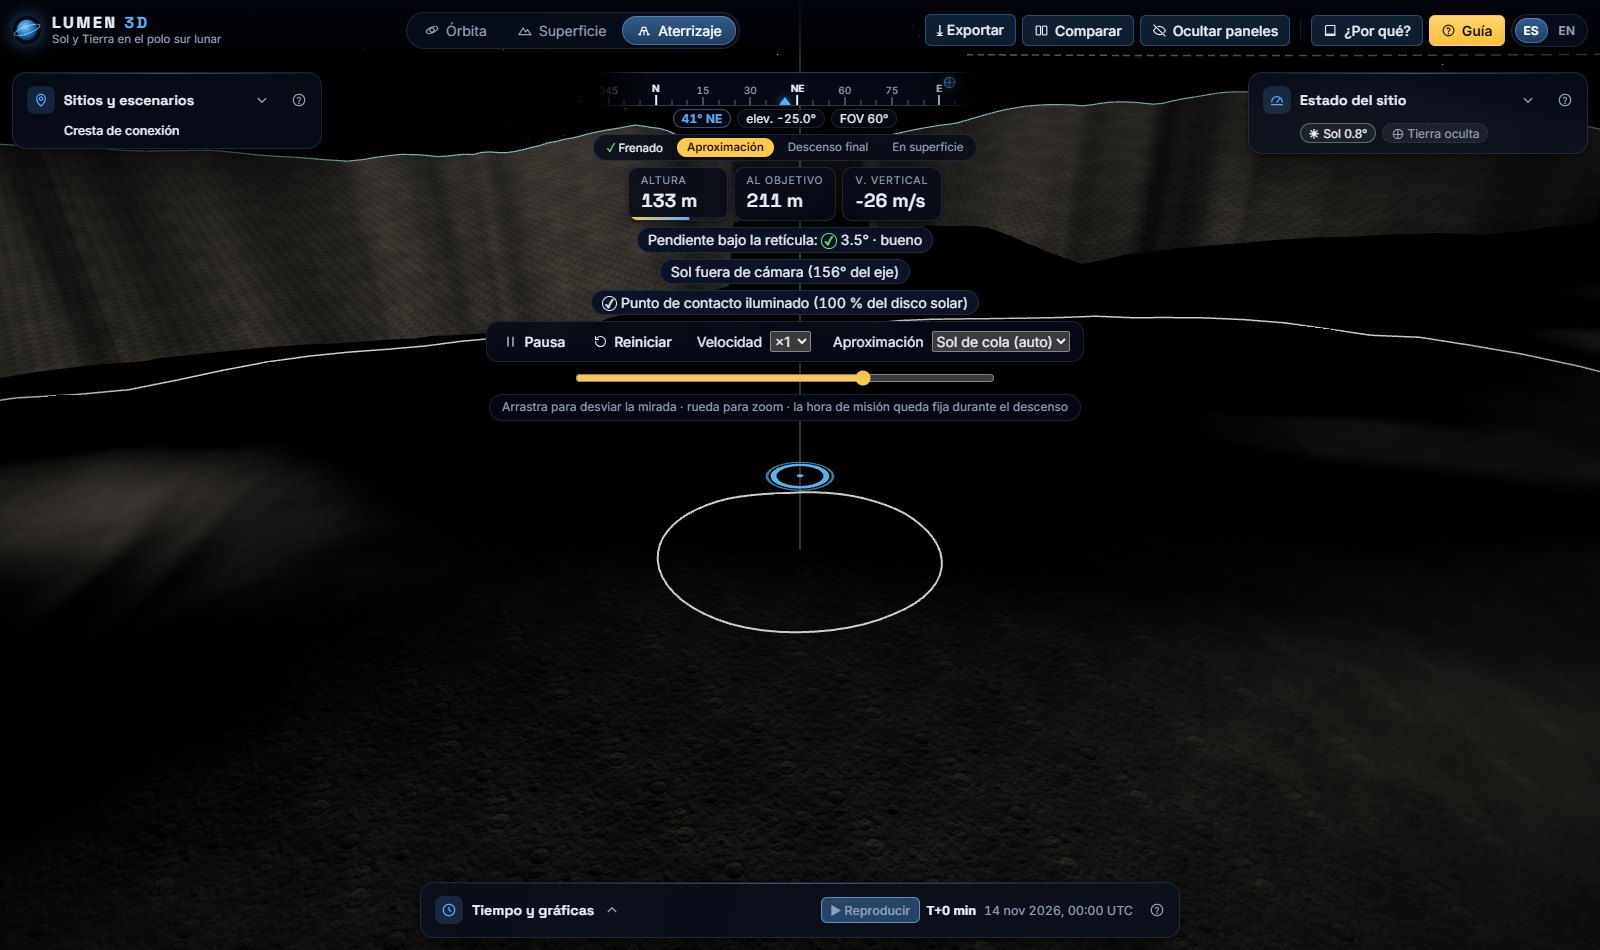 LUMEN 3D
Sol y Tierra en el polo sur lunar
Órbita
Superficie
Aterrizaje
Exportar
Comparar
Ocultar paneles
¿Por qué?
Guía
ES
EN
Sitios y escenarios
Cresta de conexión
345 N 15 30 NE 60 75 E
41° NE
elev. -25.0°
FOV 60°
Frenado
Aproximación
Descenso final
En superficie
ALTURA
133 m
AL OBJETIVO
211 m
V. VERTICAL
-26 m/s
Pendiente bajo la retícula: 3.5° · bueno
Sol fuera de cámara (156° del eje)
Punto de contacto iluminado (100 % del disco solar)
Pausa
Reiniciar
Velocidad ×1
Aproximación Sol de cola (auto)
Arrastra para desviar la mirada · rueda para zoom · la hora de misión queda fija durante el descenso
Estado del sitio
Sol 0.8°
Tierra oculta
Tiempo y gráficas
Reproducir
T+0 min
14 nov 2026, 00:00 UTC